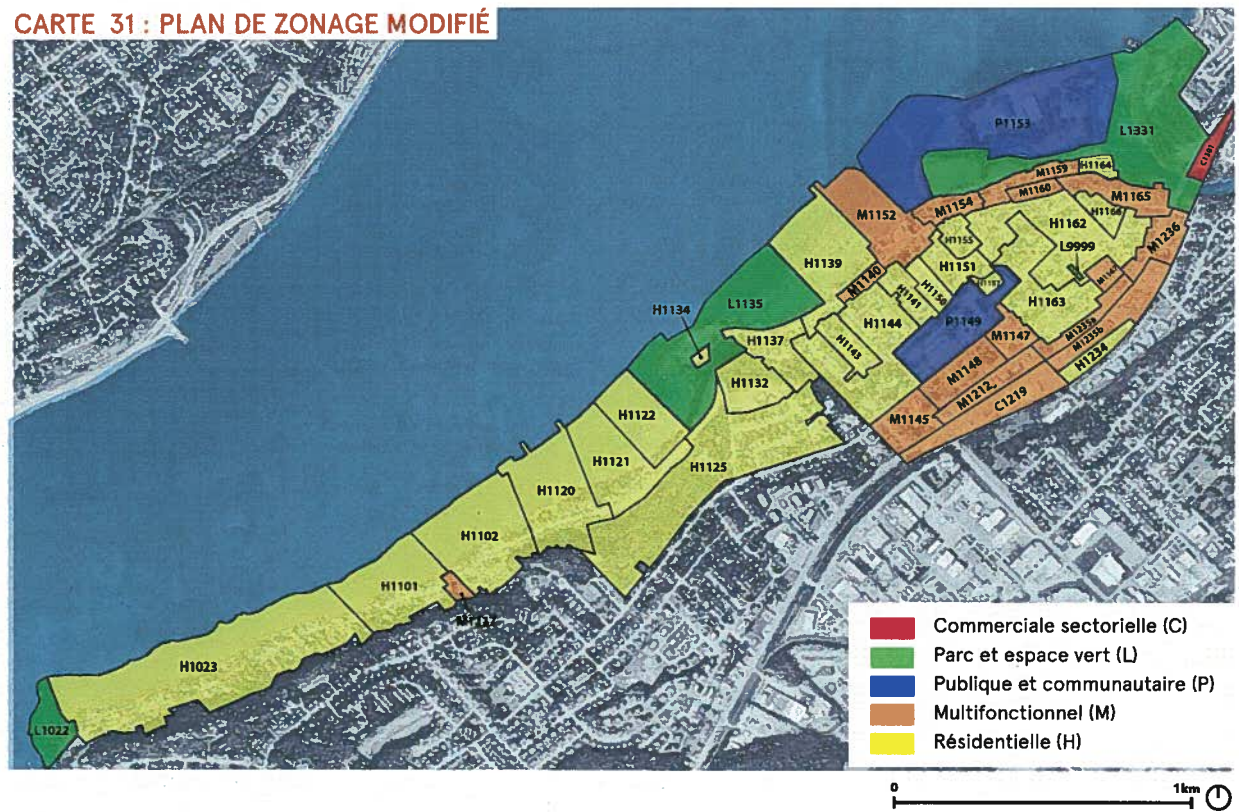 CARTE 31 : PLAN DE ZONAGE MODIFIÉ
P1153
L1331
C1301
M1159
H1164
M1160
M1165
M1154
M1152
H1162
M1236
H1155
L9999
H1139
H1151
M1140
H1141
H1150
H1163
L1135
H1134
P1149
H1144
M1235a
M1147
M1235b
H1137
H1143
H1234
M1148
H1132
M1212
C1219
H1122
M1145
H1121
H1125
H1120
H1102
H1101
H1023
L1022
Commerciale sectorielle (C)
Parc et espace vert (L)
Publique et communautaire (P)
Multifonctionnel (M)
Résidentielle (H)
0 1km